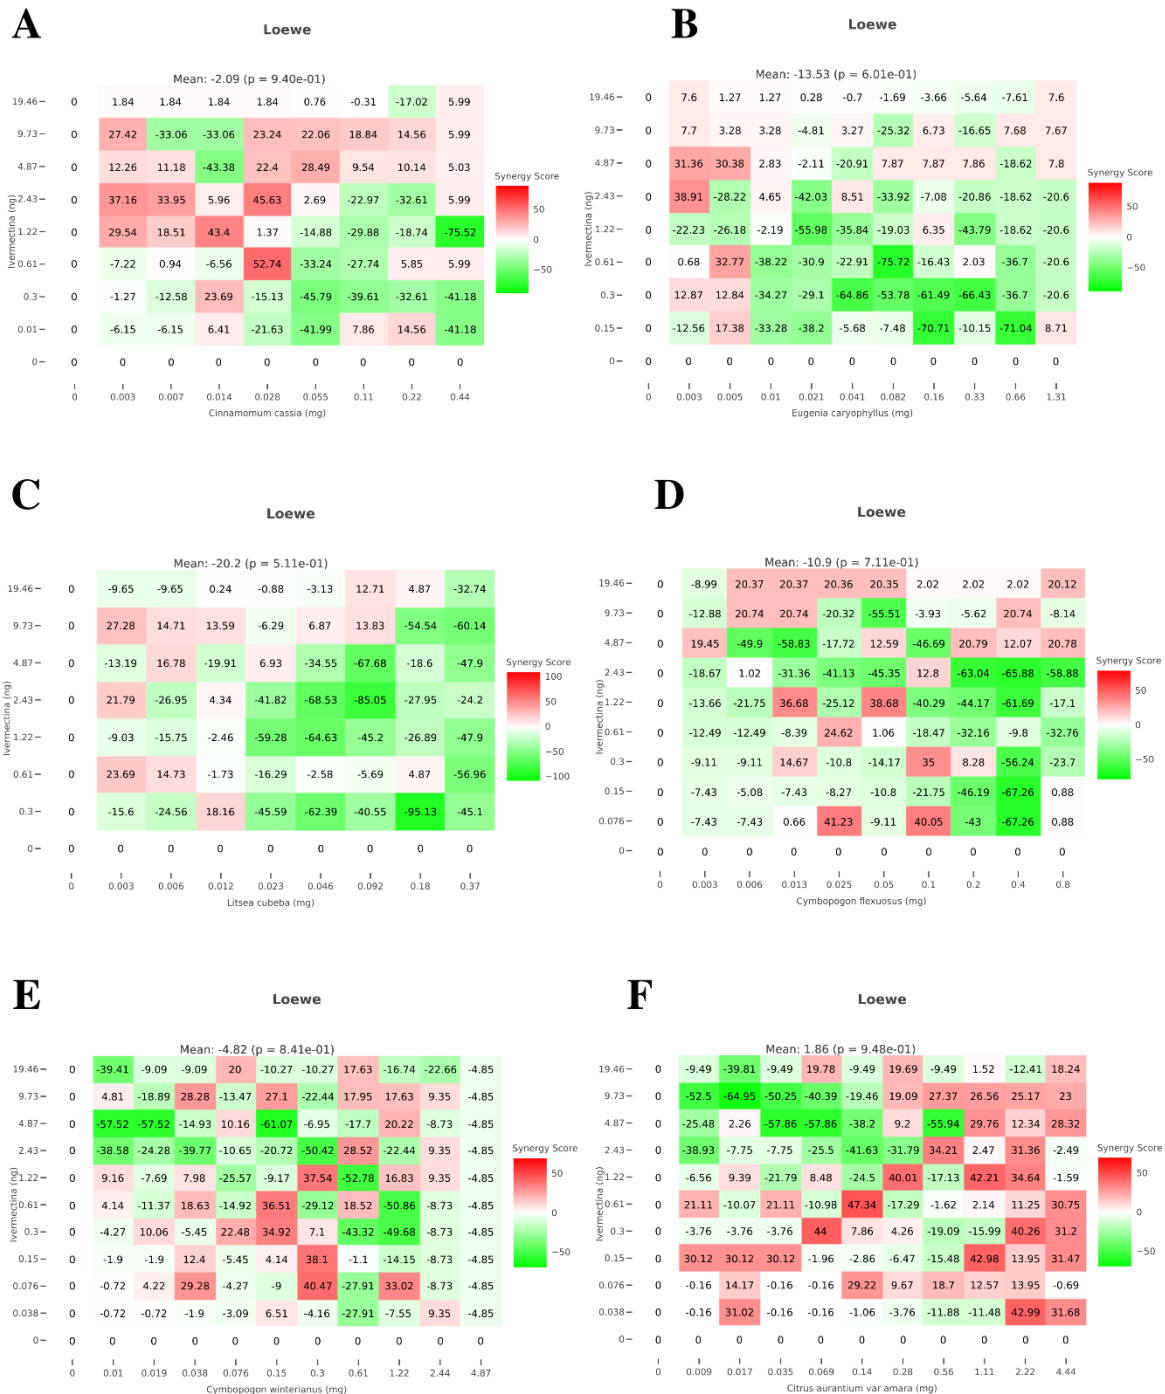 A
Loewe
Mean: -2.09 (p = 9.40e-01)
19.46 0 1.84 1.84 1.84 1.84 0.76 -0.31 -17.02 5.99
9.73 0 27.42 -33.06 -33.06 23.24 22.06 18.84 14.56 5.99
4.87 0 12.26 11.18 -43.38 22.4 28.49 9.54 10.14 5.03
2.43 0 37.16 33.95 5.96 45.63 2.69 -22.97 -32.61 5.99
1.22 0 29.54 18.51 43.4 1.37 -14.88 -29.88 -18.74 -75.52
0.61 0 -7.22 0.94 -6.56 52.74 -33.24 -27.74 5.85 5.99
0.3 0 -1.27 -12.58 23.69 -15.13 -45.79 -39.61 -32.61 -41.18
0.01 0 -6.15 -6.15 6.41 -21.63 -41.99 7.86 14.56 -41.18
0 0 0 0 0 0 0 0 0 0
0 0.003 0.007 0.014 0.028 0.055 0.11 0.22 0.44
Cinnamomum cassia (mg)
Ivermectina (ng)
Synergy Score
50
0
−50
B
Loewe
Mean: -13.53 (p = 6.01e-01)
19.46 0 7.6 1.27 1.27 0.28 -0.7 -1.69 -3.66 -5.64 -7.61 7.6
9.73 0 7.7 3.28 3.28 -4.81 3.27 -25.32 6.73 -16.65 7.68 7.67
4.87 0 31.36 30.38 2.83 -2.11 -20.91 7.87 7.87 7.86 -18.62 7.8
2.43 0 38.91 -28.22 4.65 -42.03 8.51 -33.92 -7.08 -20.86 -18.62 -20.6
1.22 0 -22.23 -26.18 -2.19 -55.98 -35.84 -19.03 6.35 -43.79 -18.62 -20.6
0.61 0 0.68 32.77 -38.22 -30.9 -22.91 -75.72 -16.43 2.03 -36.7 -20.6
0.3 0 12.87 12.84 -34.27 -29.1 -64.86 -53.78 -61.49 -66.43 -36.7 -20.6
0.15 0 -12.56 17.38 -33.28 -38.2 -5.68 -7.48 -70.71 -10.15 -71.04 8.71
0 0 0 0 0 0 0 0 0 0 0 0
0 0.003 0.005 0.01 0.021 0.041 0.082 0.16 0.33 0.66 1.31
Eugenia caryophyllus (mg)
Ivermectina (ng)
Synergy Score
50
0
−50
C
Loewe
Mean: -20.2 (p = 5.11e-01)
19.46 0 -9.65 -9.65 0.24 -0.88 -3.13 12.71 4.87 -32.74
9.73 0 27.28 14.71 13.59 -6.29 6.87 13.83 -54.54 -60.14
4.87 0 -13.19 16.78 -19.91 6.93 -34.55 -67.68 -18.6 -47.9
2.43 0 21.79 -26.95 4.34 -41.82 -68.53 -85.05 -27.95 -24.2
1.22 0 -9.03 -15.75 -2.46 -59.28 -64.63 -45.2 -26.89 -47.9
0.61 0 23.69 14.73 -1.73 -16.29 -2.58 -5.69 4.87 -56.96
0.3 0 -15.6 -24.56 18.16 -45.59 -62.39 -40.55 -95.13 -45.1
0 0 0 0 0 0 0 0 0 0
0 0.003 0.006 0.012 0.023 0.046 0.092 0.18 0.37
Litsea cubeba (mg)
Ivermectina (ng)
Synergy Score
100
50
0
−50
−100
D
Loewe
Mean: -10.9 (p = 7.11e-01)
19.46 0 -8.99 20.37 20.37 20.36 20.35 2.02 2.02 2.02 20.12
9.73 0 -12.88 20.74 20.74 -20.32 -55.51 -3.93 -5.62 20.74 -8.14
4.87 0 19.45 -49.9 -58.83 -17.72 12.59 -46.69 20.79 12.07 20.78
2.43 0 -18.67 1.02 -31.36 -41.13 -45.35 12.8 -63.04 -65.88 -58.88
1.22 0 -13.66 -21.75 36.68 -25.12 38.68 -40.29 -44.17 -61.69 -17.1
0.61 0 -12.49 -12.49 -8.39 24.62 1.06 -18.47 -32.16 -9.8 -32.76
0.3 0 -9.11 -9.11 14.67 -10.8 -14.17 35 8.28 -56.24 -23.7
0.15 0 -7.43 -5.08 -7.43 -8.27 -10.8 -21.75 -46.19 -67.26 0.88
0.076 0 -7.43 -7.43 0.66 41.23 -9.11 40.05 -43 -67.26 0.88
0 0 0 0 0 0 0 0 0 0 0
0 0.003 0.006 0.013 0.025 0.05 0.1 0.2 0.4 0.8
Cymbopogon flexuosus (mg)
Ivermectina (ng)
Synergy Score
50
0
−50
E
Loewe
Mean: -4.82 (p = 8.41e-01)
19.46 0 -39.41 -9.09 -9.09 20 -10.27 -10.27 17.63 -16.74 -22.66 -4.85
9.73 0 4.81 -18.89 28.28 -13.47 27.1 -22.44 17.95 17.63 9.35 -4.85
4.87 0 -57.52 -57.52 -14.93 10.16 -61.07 -6.95 -17.7 20.22 -8.73 -4.85
2.43 0 -38.58 -24.28 -39.77 -10.65 -20.72 -50.42 28.52 -22.44 9.35 -4.85
1.22 0 9.16 -7.69 7.98 -25.57 -9.17 37.54 -52.78 16.83 9.35 -4.85
0.61 0 4.14 -11.37 18.63 -14.92 36.51 -29.12 18.52 -50.86 -8.73 -4.85
0.3 0 -4.27 10.06 -5.45 22.48 34.92 7.1 -43.32 -49.68 -8.73 -4.85
0.15 0 -1.9 -1.9 12.4 -5.45 4.14 38.1 -1.1 -14.15 -8.73 -4.85
0.076 0 -0.72 4.22 29.28 -4.27 -9 40.47 -27.91 33.02 -8.73 -4.85
0.038 0 -0.72 -0.72 -1.9 -3.09 6.51 -4.16 -27.91 -7.55 9.35 -4.85
0 0 0 0 0 0 0 0 0 0 0 0
0 0.01 0.019 0.038 0.076 0.15 0.3 0.61 1.22 2.44 4.87
Cymbopogon winterianus (mg)
Ivermectina (ng)
Synergy Score
50
0
−50
F
Loewe
Mean: 1.86 (p = 9.48e-01)
19.46 0 -9.49 -39.81 -9.49 19.78 -9.49 19.69 -9.49 1.52 -12.41 18.24
9.73 0 -52.5 -64.95 -50.25 -40.39 -19.46 19.09 27.37 26.56 25.17 23
4.87 0 -25.48 2.26 -57.86 -57.86 -38.2 9.2 -55.94 29.76 12.34 28.32
2.43 0 -38.93 -7.75 -7.75 -25.5 -41.63 -31.79 34.21 2.47 31.36 -2.49
1.22 0 -6.56 9.39 -21.79 8.48 -24.5 40.01 -17.13 42.21 34.64 -1.59
0.61 0 21.11 -10.07 21.11 -10.98 47.34 -17.29 -1.62 2.14 11.25 30.75
0.3 0 -3.76 -3.76 -3.76 44 7.86 4.26 -19.09 -15.99 40.26 31.2
0.15 0 30.12 30.12 30.12 -1.96 -2.86 -6.47 -15.48 42.98 13.95 31.47
0.076 0 -0.16 14.17 -0.16 -0.16 29.22 9.67 18.7 12.57 13.95 -0.69
0.038 0 -0.16 31.02 -0.16 -0.16 -1.06 -3.76 -11.88 -11.48 42.99 31.68
0 0 0 0 0 0 0 0 0 0 0 0
0 0.009 0.017 0.035 0.069 0.14 0.28 0.56 1.11 2.22 4.44
Citrus aurantium var amara (mg)
Ivermectina (ng)
Synergy Score
50
0
−50